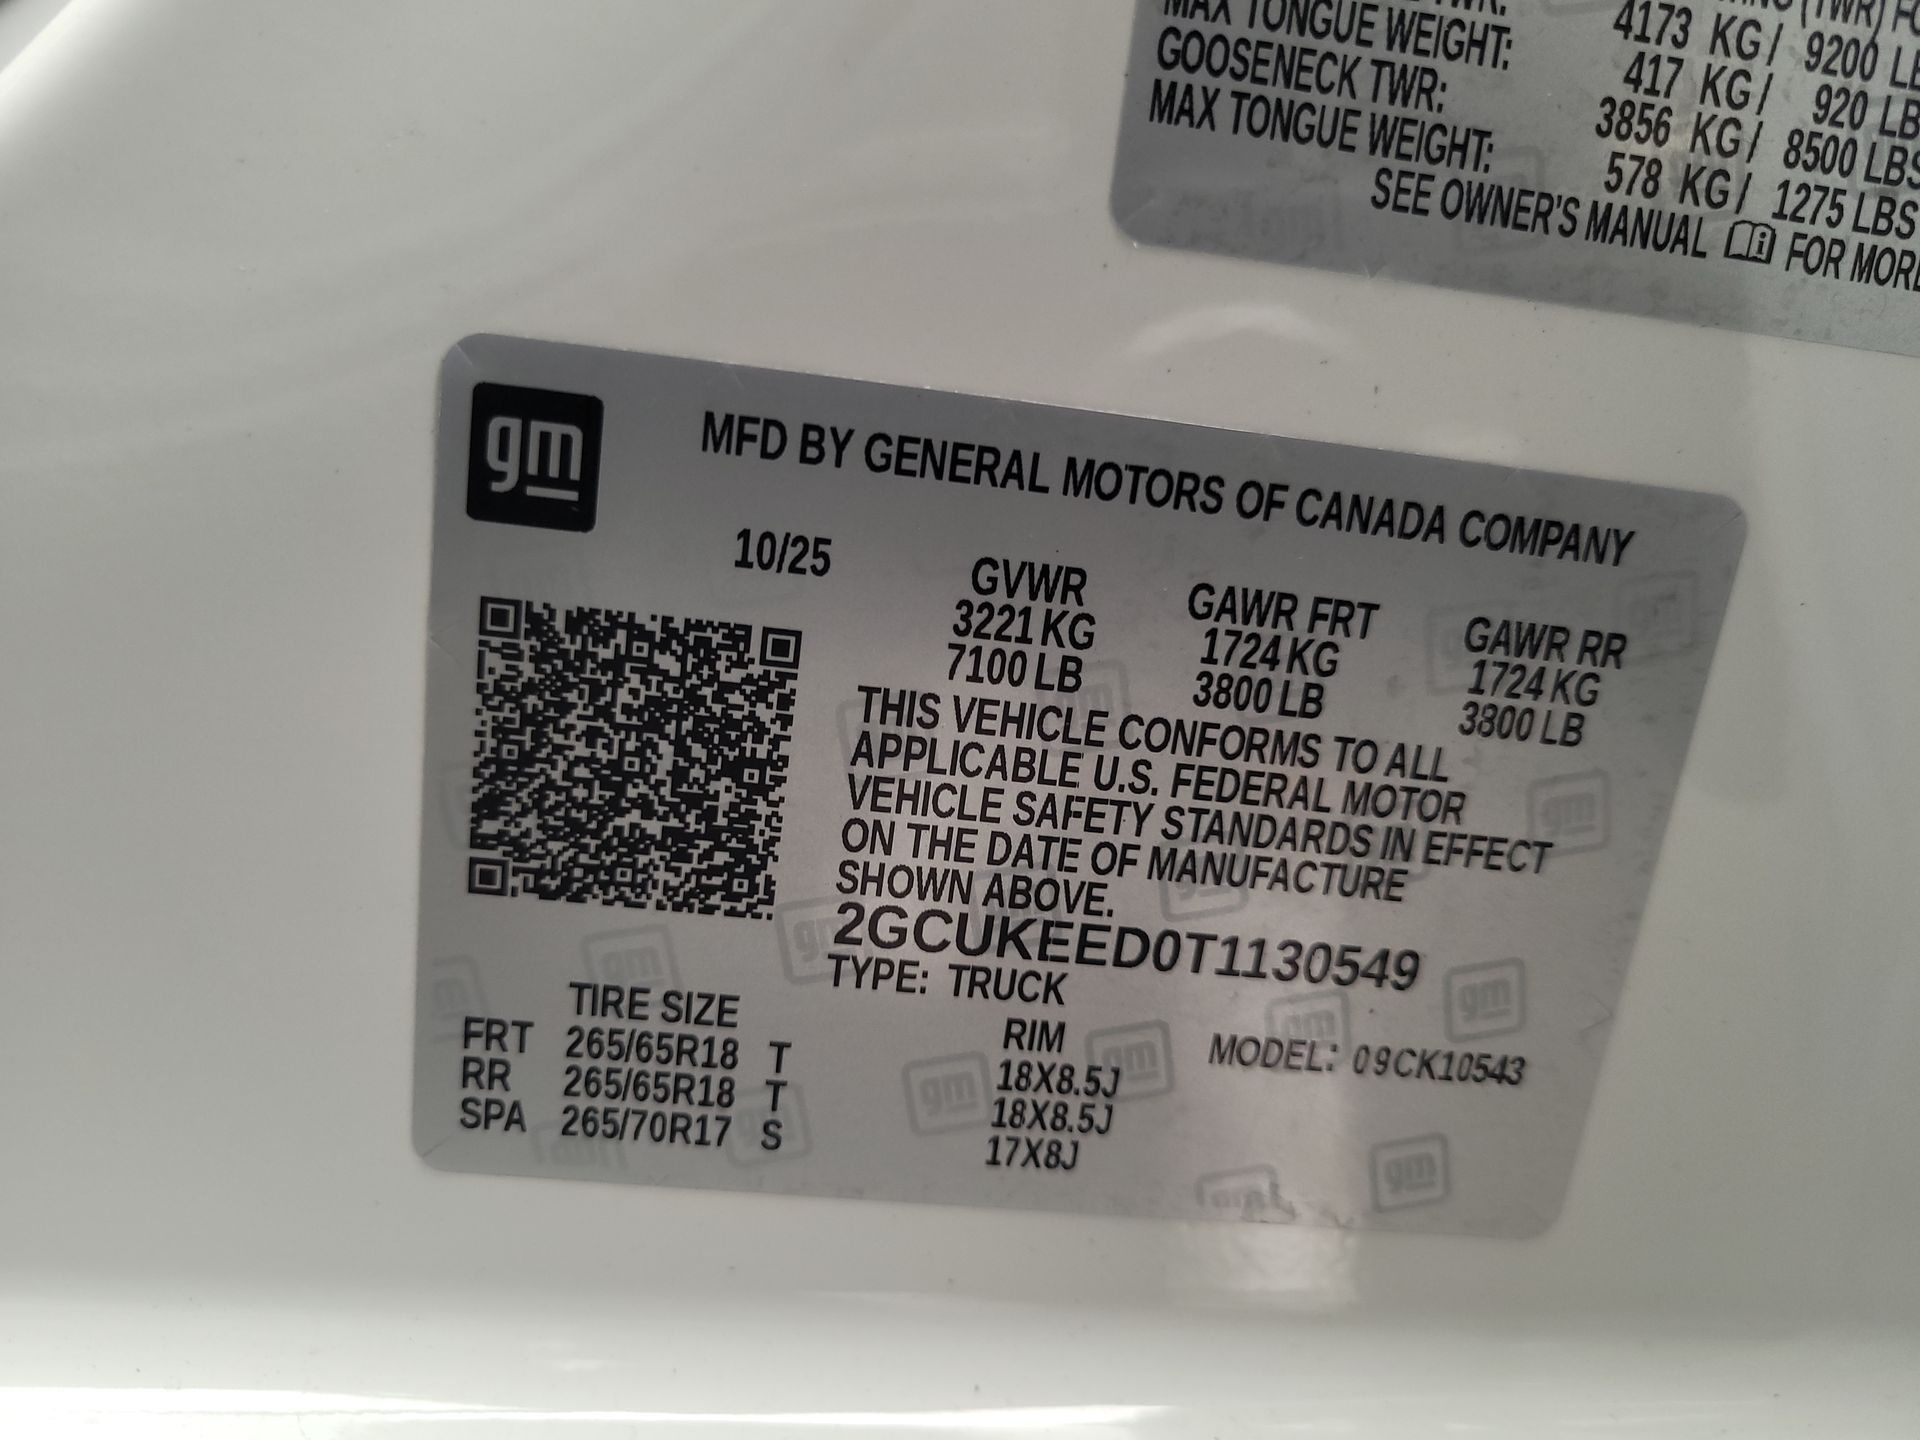 MAX TONGUE WEIGHT: 4173 KG / 9200
GOOSENECK TWR: 417 KG / 920 LB
MAX TONGUE WEIGHT: 3856 KG / 8500 LBS
578 KG / 1275 LBS
SEE OWNER'S MANUAL FOR MORE
gm
MFD BY GENERAL MOTORS OF CANADA COMPANY
10/25
GVWR GAWR FRT GAWR RR
3221 KG 1724 KG 1724 KG
7100 LB 3800 LB 3800 LB
THIS VEHICLE CONFORMS TO ALL
APPLICABLE U.S. FEDERAL MOTOR
VEHICLE SAFETY STANDARDS IN EFFECT
ON THE DATE OF MANUFACTURE
SHOWN ABOVE.
2GCUKEED0T1130549
TYPE: TRUCK
MODEL: 09CK10543
TIRE SIZE RIM
FRT 265/65R18 T 18X8.5J
RR 265/65R18 T 18X8.5J
SPA 265/70R17 S 17X8J